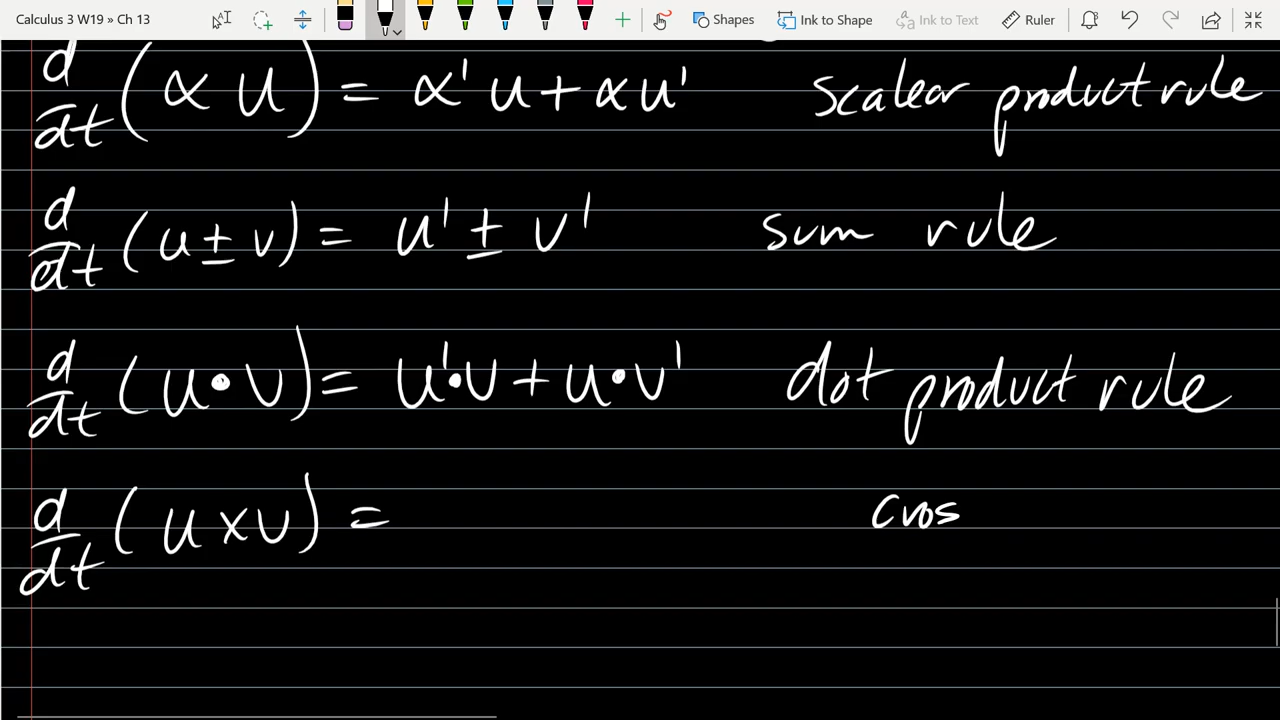 Calculus 3 W19 » Ch 13 Shapes Ink to Shape Ink to Text Ruler
d/dt (α u) = α' u + α u' scalear product rule
d/dt (u ± v) = u' ± v' sum rule
d/dt (u • v) = u' • v + u • v' dot product rule
d/dt (u × v) = cros